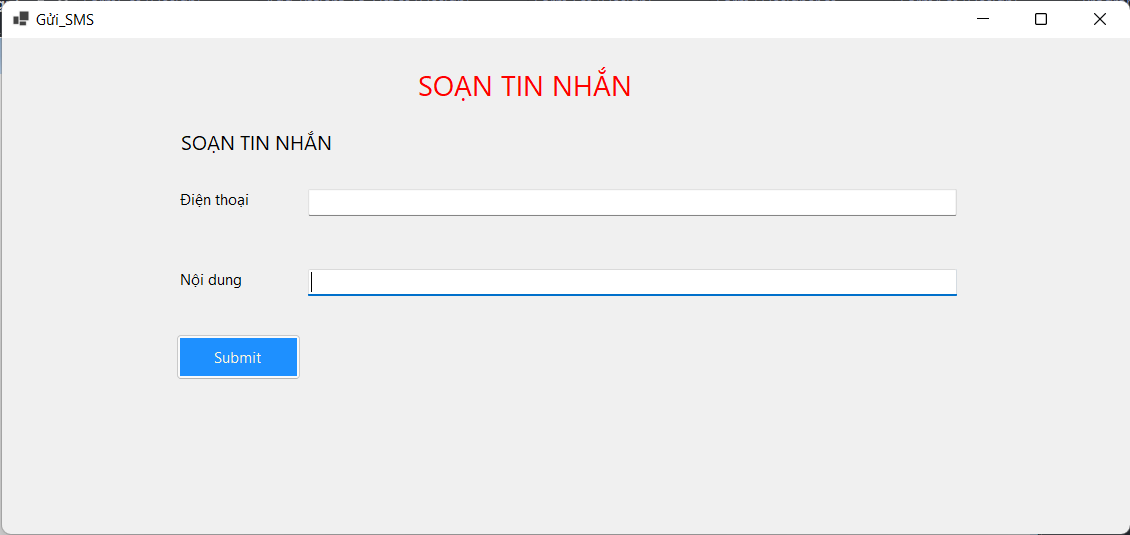 Gửi_SMS
SOẠN TIN NHẮN
SOẠN TIN NHẮN
Điện thoại
Nội dung
Submit